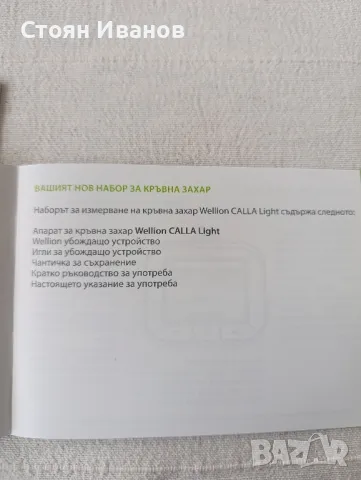 Стоян Иванов
ВАШИЯТ НОВ НАБОР ЗА КРЪВНА ЗАХАР
Наборът за измерване на кръвна захар Wellion CALLA Light съдържа следното:
Апарат за кръвна захар Wellion CALLA Light
Wellion убождащо устройство
Игли за убождащо устройство
Чантичка за съхранение
Кратко ръководство за употреба
Настоящето указание за употреба
BAZAR